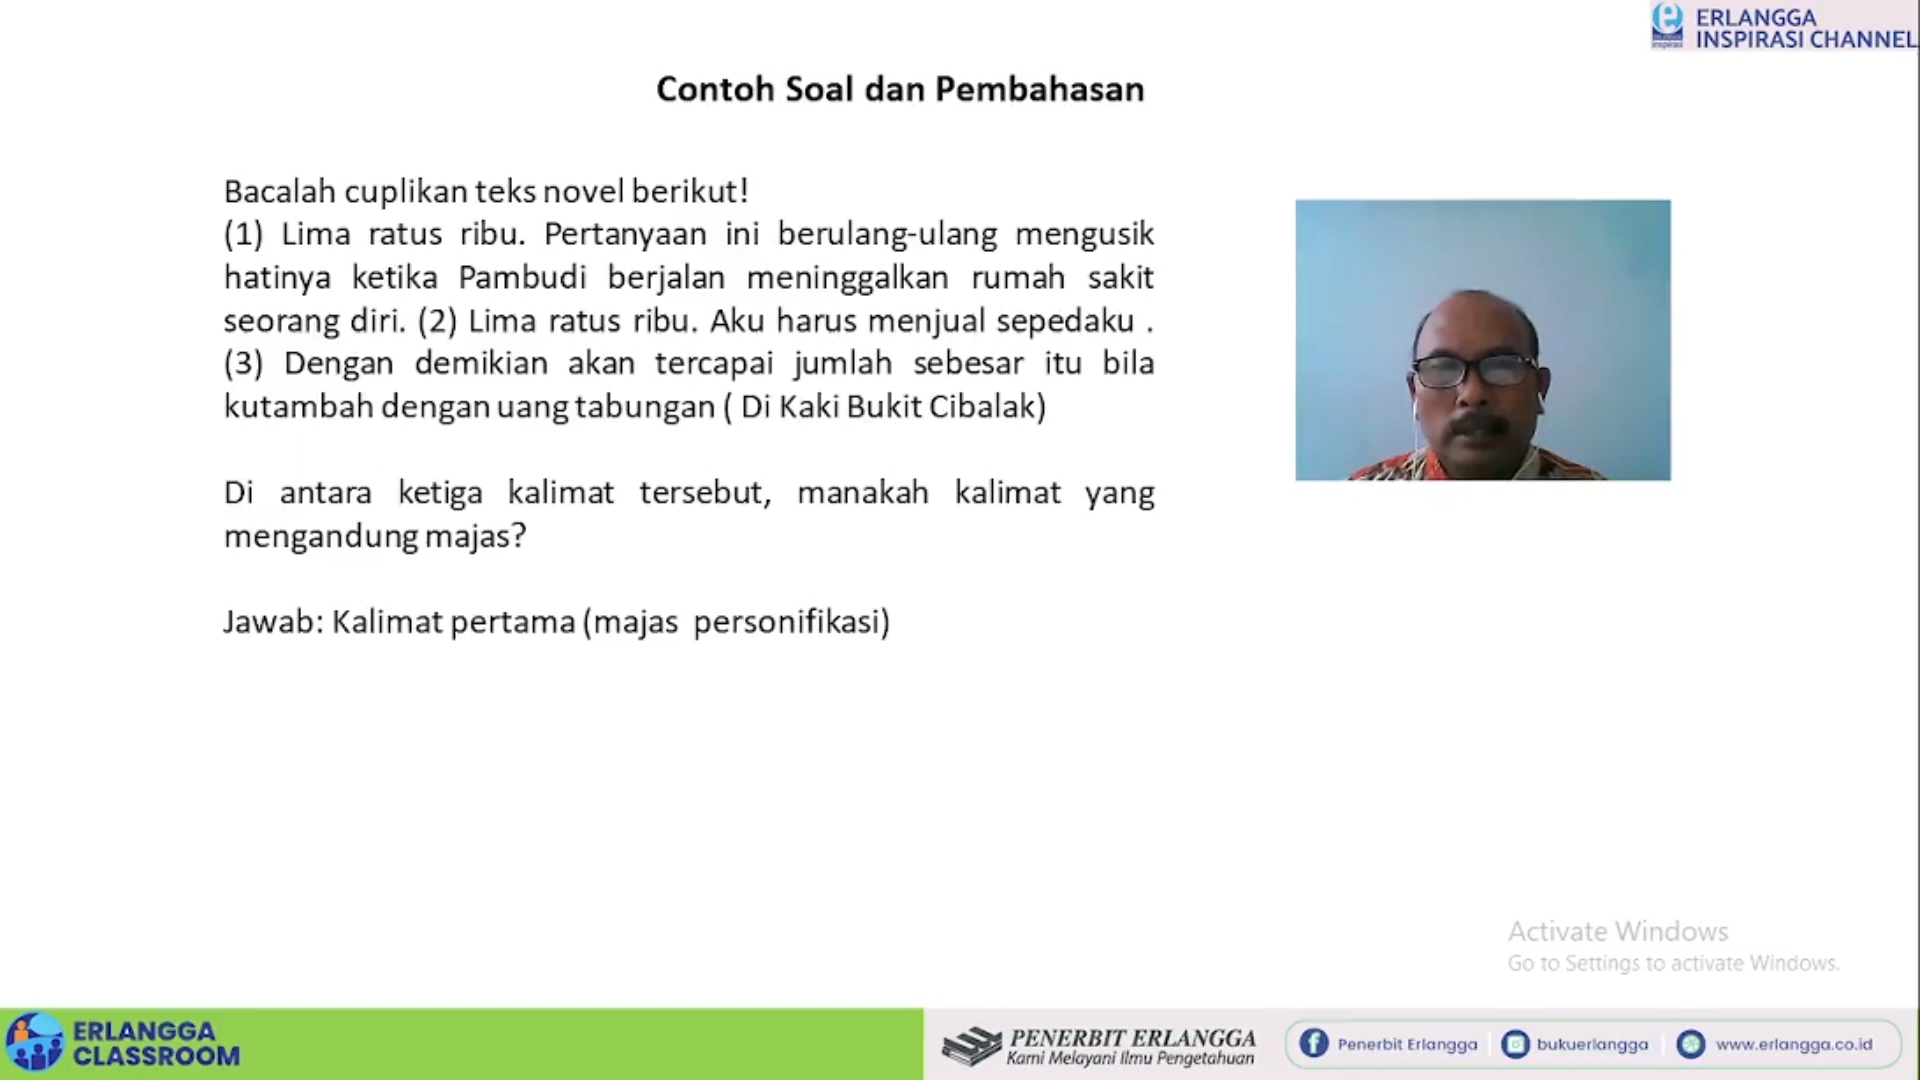 ERLANGGA
INSPIRASI CHANNEL
Contoh Soal dan Pembahasan
Bacalah cuplikan teks novel berikut!
(1) Lima ratus ribu. Pertanyaan ini berulang-ulang mengusik
hatinya ketika Pambudi berjalan meninggalkan rumah sakit
seorang diri. (2) Lima ratus ribu. Aku harus menjual sepedaku .
(3) Dengan demikian akan tercapai jumlah sebesar itu bila
kutambah dengan uang tabungan ( Di Kaki Bukit Cibalak)
Di antara ketiga kalimat tersebut, manakah kalimat yang
mengandung majas?
Jawab: Kalimat pertama (majas personifikasi)
Activate Windows
Go to Settings to activate Windows.
ERLANGGA
CLASSROOM
PENERBIT ERLANGGA
Kami Melayani Ilmu Pengetahuan
Penerbit Erlangga
bukuerlangga
www.erlangga.co.id